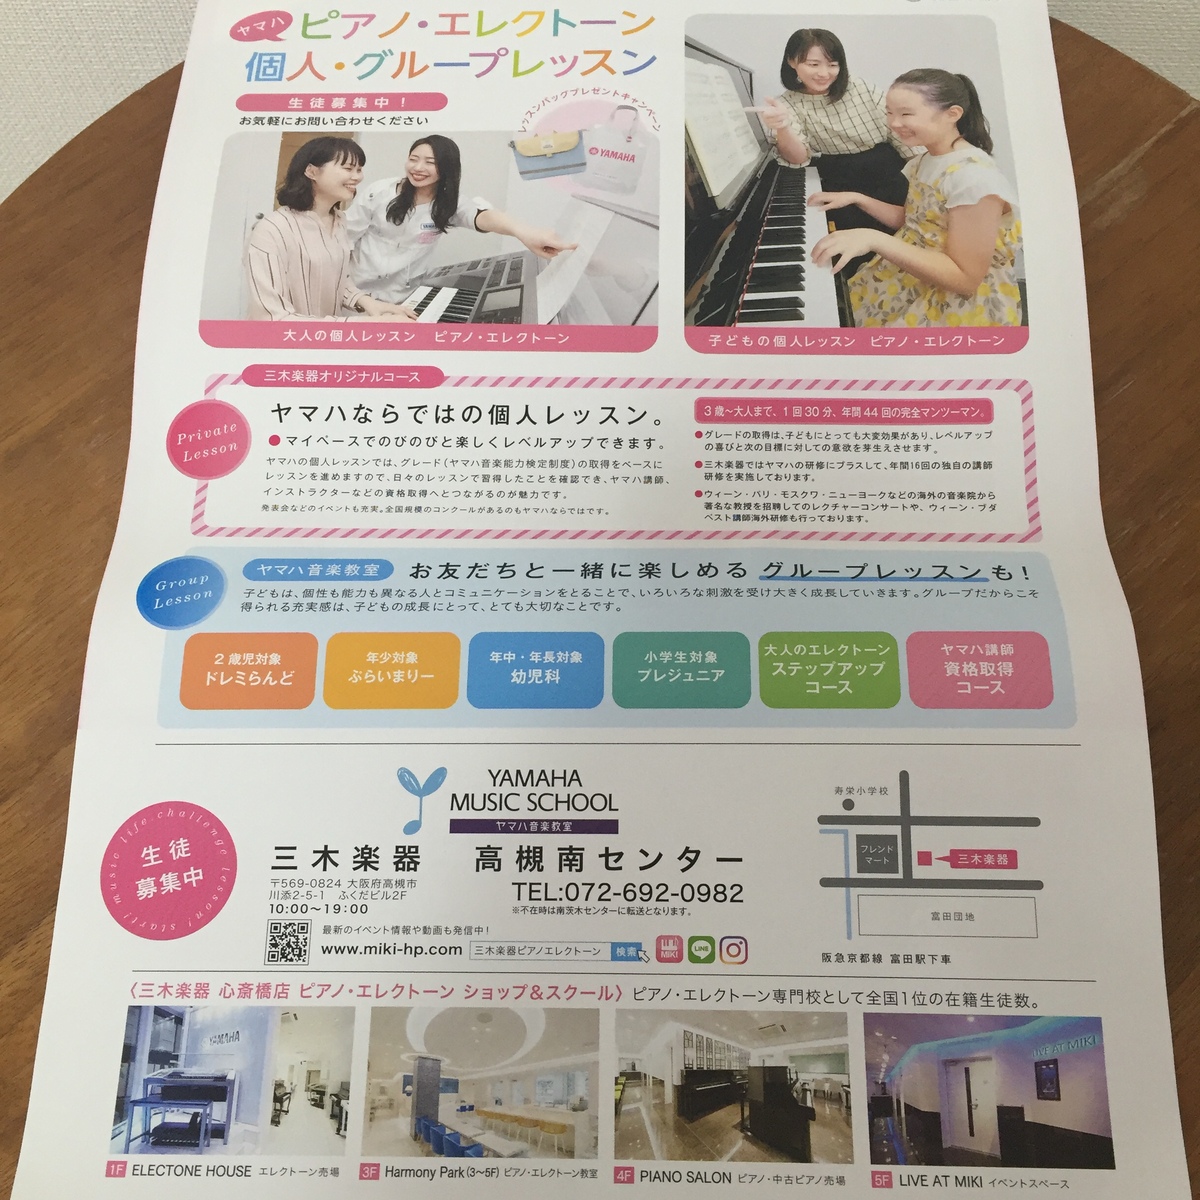 ヤマハ
ピアノ・エレクトーン
個人・グループレッスン
生徒募集中!
お気軽にお問い合わせください
レッスンバッグプレゼントキャンペーン
YAMAHA
大人の個人レッスン ピアノ・エレクトーン
子どもの個人レッスン ピアノ・エレクトーン
三木楽器オリジナルコース
Private
Lesson
ヤマハならではの個人レッスン。
●マイペースでのびのびと楽しくレベルアップできます。
ヤマハの個人レッスンでは、グレード(ヤマハ音楽能力検定制度)の取得をベースに
レッスンを進めますので、日々のレッスンで習得したことを確認でき、ヤマハ講師、
インストラクターなどの資格取得へとつながるのが魅力です。
発表会などのイベントも充実。全国規模のコンクールがあるのもヤマハならではです。
3歳〜大人まで、1回30分、年間44回の完全マンツーマン。
●グレードの取得は、子どもにとっても大変効果があり、レベルアップ
の喜びと次の目標に対しての意欲を芽生えさせます。
●三木楽器ではヤマハの研修にプラスして、年間16回の独自の講師
研修を実施しております。
●ウィーン・パリ・モスクワ・ニューヨークなどの海外の音楽院から
著名な教授を招聘してのレクチャーコンサートや、ウィーン・ブダ
ペスト講師海外研修も行っております。
Group
Lesson
ヤマハ音楽教室
お友だちと一緒に楽しめる グループレッスンも!
子どもは、個性も能力も異なる人とコミュニケーションをとることで、いろいろな刺激を受け大きく成長していきます。グループだからこそ
得られる充実感は、子どもの成長にとって、とても大切なことです。
2歳児対象
ドレミらんど
年少対象
ぷらいまりー
年中・年長対象
幼児科
小学生対象
プレジュニア
大人のエレクトーン
ステップアップ
コース
ヤマハ講師
資格取得
コース
music life challenge lesson! start!
生徒
募集中
YAMAHA
MUSIC SCHOOL
ヤマハ音楽教室
三木楽器 高槻南センター
〒569-0824 大阪府高槻市
川添2-5-1 ふくだビル2F
10:00〜19:00
TEL:072-692-0982
※不在時は南茨木センターに転送となります。
最新のイベント情報や動画も発信中!
www.miki-hp.com
三木楽器ピアノエレクトーン
検索
MIKI
LINE
寿栄小学校
フレンド
マート
三木楽器
富田団地
阪急京都線 富田駅下車
〈三木楽器 心斎橋店 ピアノ・エレクトーン ショップ&スクール〉ピアノ・エレクトーン専門校として全国1位の在籍生徒数。
YAMAHA
LIVE AT MIKI
1F ELECTONE HOUSE エレクトーン売場
3F Harmony Park(3〜5F) ピアノ・エレクトーン教室
4F PIANO SALON ピアノ・中古ピアノ売場
5F LIVE AT MIKI イベントスペース